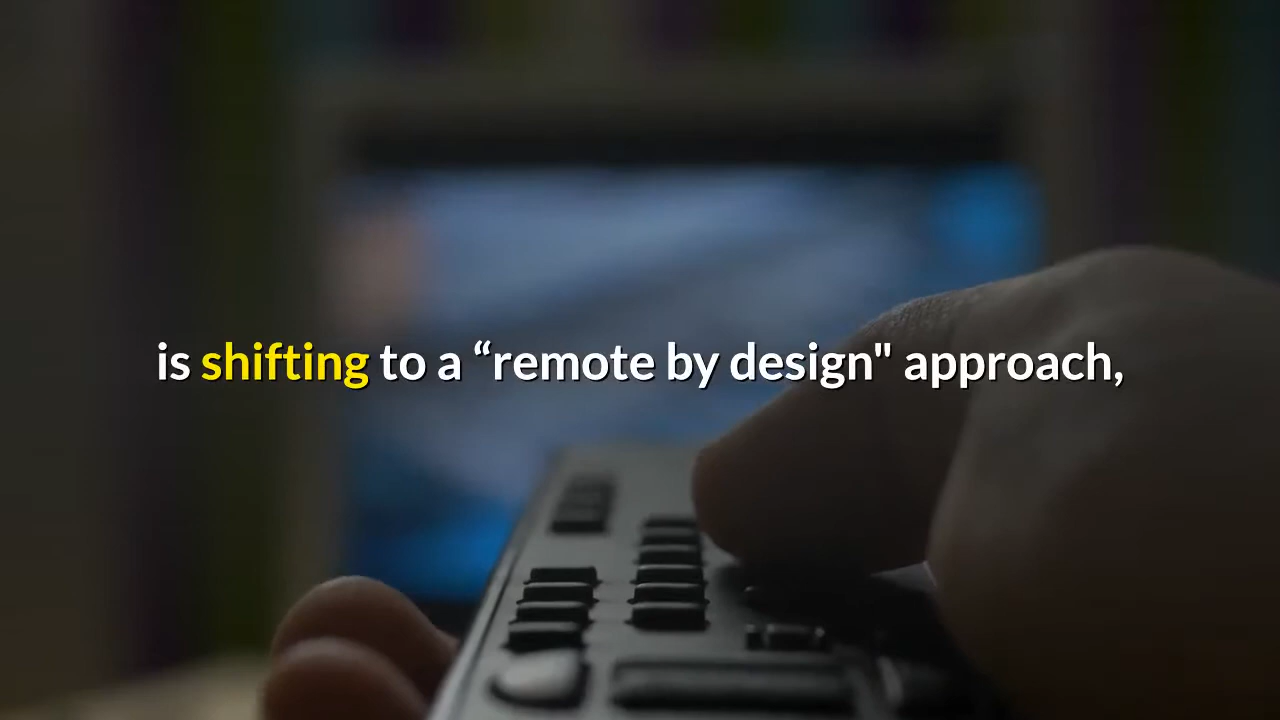 is shifting to a “remote by design" approach,